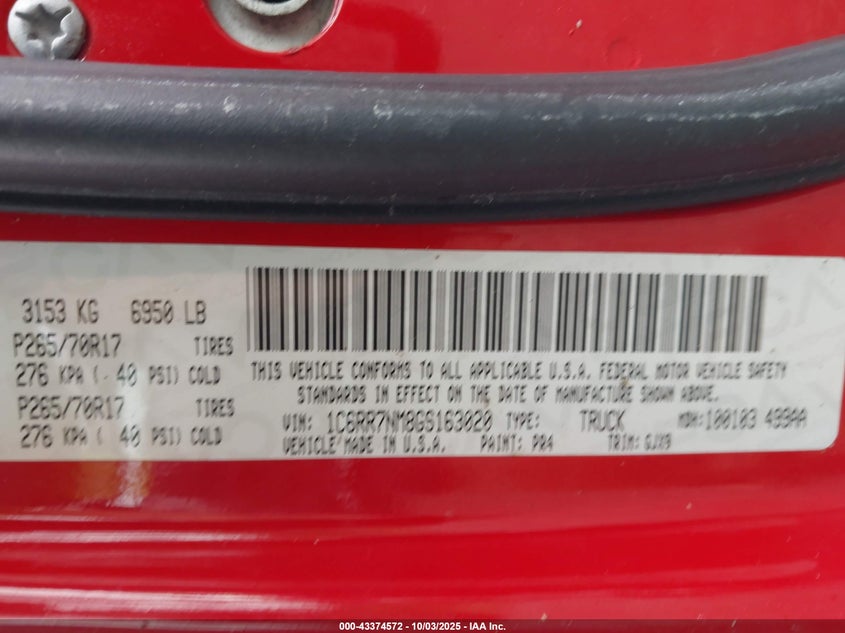 3153 KG 6950 LB
P265/70R17 TIRES
276 KPA ( 40 PSI) COLD
P265/70R17 TIRES
276 KPA ( 40 PSI) COLD
THIS VEHICLE CONFORMS TO ALL APPLICABLE U.S.A. FEDERAL MOTOR VEHICLE SAFETY
STANDARDS IN EFFECT ON THE DATE OF MANUFACTURE SHOWN ABOVE.
VIN: 1C6RR7NM8GS163020 TYPE: TRUCK MDH: 100103 499AA
VEHICLE MADE IN U.S.A. PAINT: PR4 TRIM: GJX9
000-43374572 | 10/03/2025 - IAA Inc.